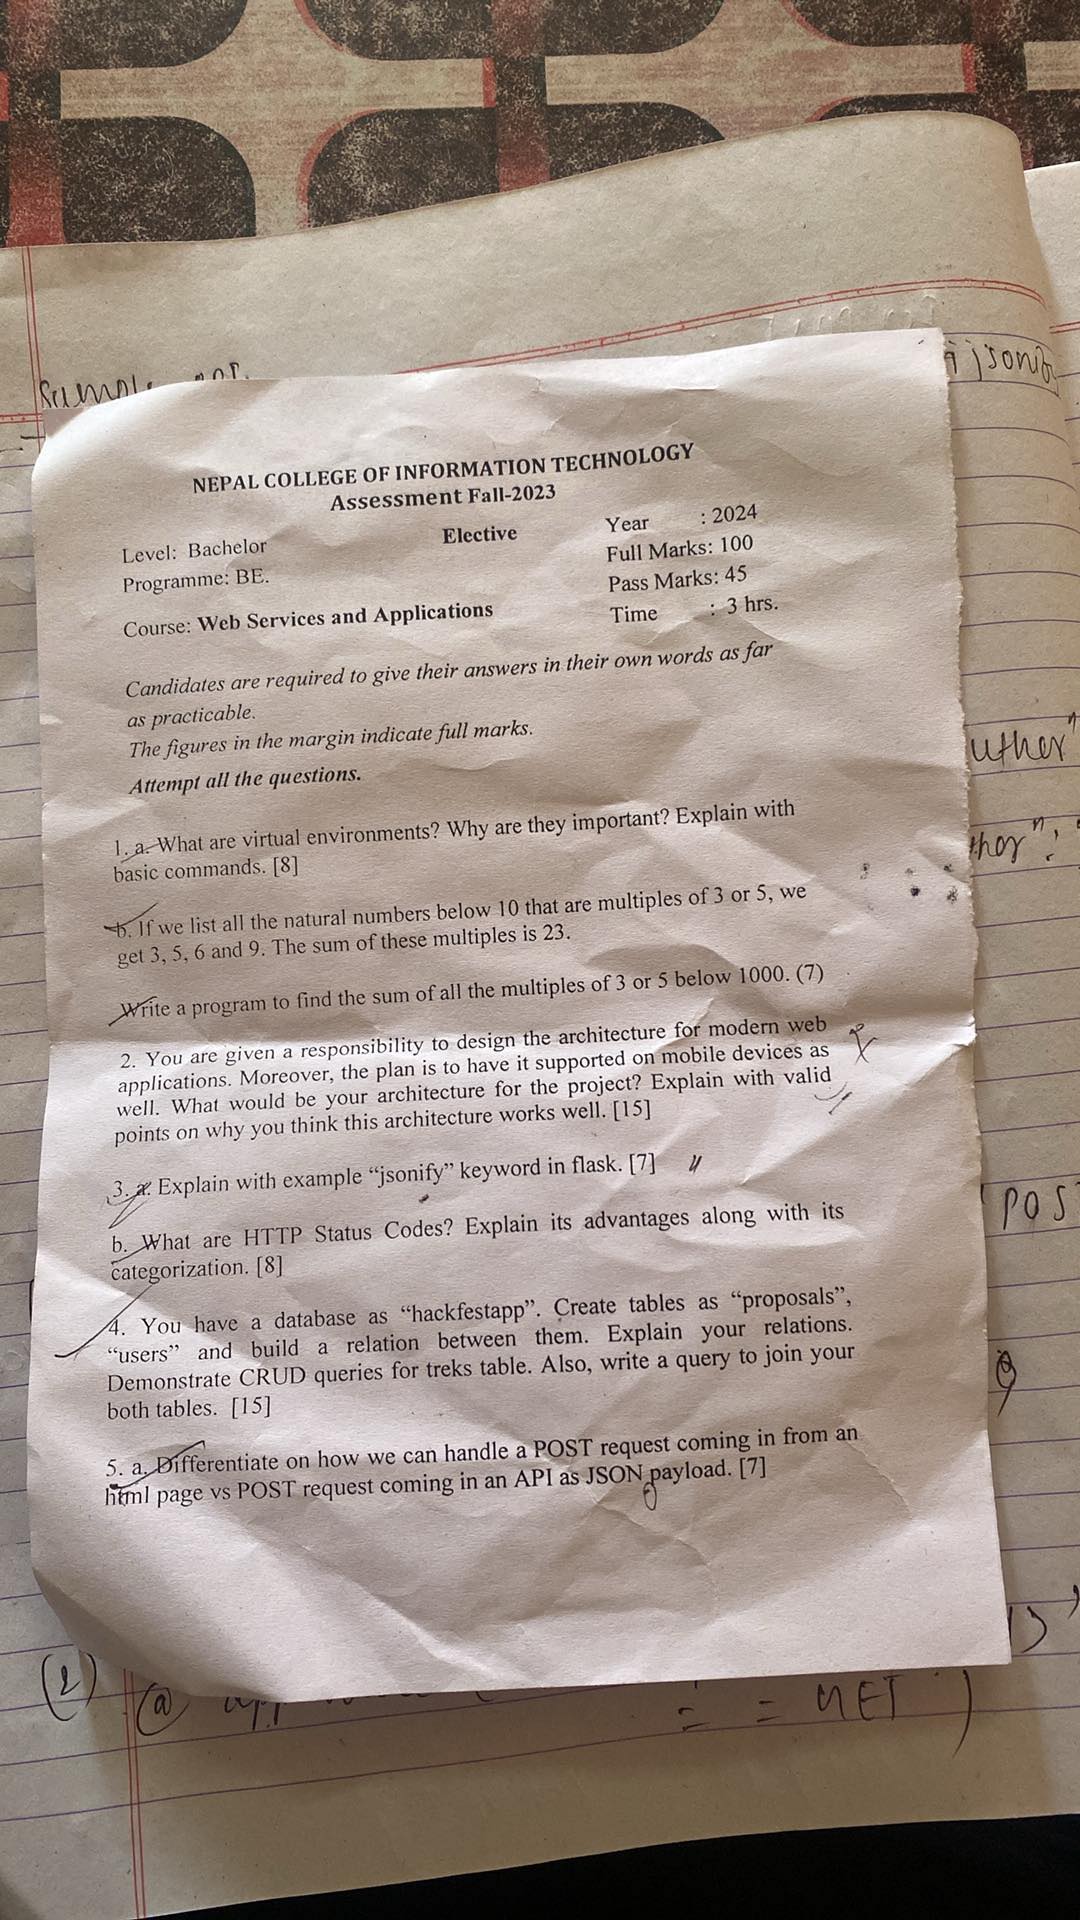 NEPAL COLLEGE OF INFORMATION TECHNOLOGY
Assessment Fall-2023
Level: Bachelor
Elective
Year : 2024
Programme: BE.
Full Marks: 100
Pass Marks: 45
Course: Web Services and Applications
Time : 3 hrs.
Candidates are required to give their answers in their own words as far
as practicable.
The figures in the margin indicate full marks.
Attempt all the questions.
1. a. What are virtual environments? Why are they important? Explain with
basic commands. [8]
b. If we list all the natural numbers below 10 that are multiples of 3 or 5, we
get 3, 5, 6 and 9. The sum of these multiples is 23.
Write a program to find the sum of all the multiples of 3 or 5 below 1000. (7)
2. You are given a responsibility to design the architecture for modern web
applications. Moreover, the plan is to have it supported on mobile devices as
well. What would be your architecture for the project? Explain with valid
points on why you think this architecture works well. [15]
3. a. Explain with example “jsonify” keyword in flask. [7]
b. What are HTTP Status Codes? Explain its advantages along with its
categorization. [8]
4. You have a database as “hackfestapp”. Create tables as “proposals”,
“users” and build a relation between them. Explain your relations.
Demonstrate CRUD queries for treks table. Also, write a query to join your
both tables. [15]
5. a. Differentiate on how we can handle a POST request coming in from an
html page vs POST request coming in an API as JSON payload. [7]
(2) @